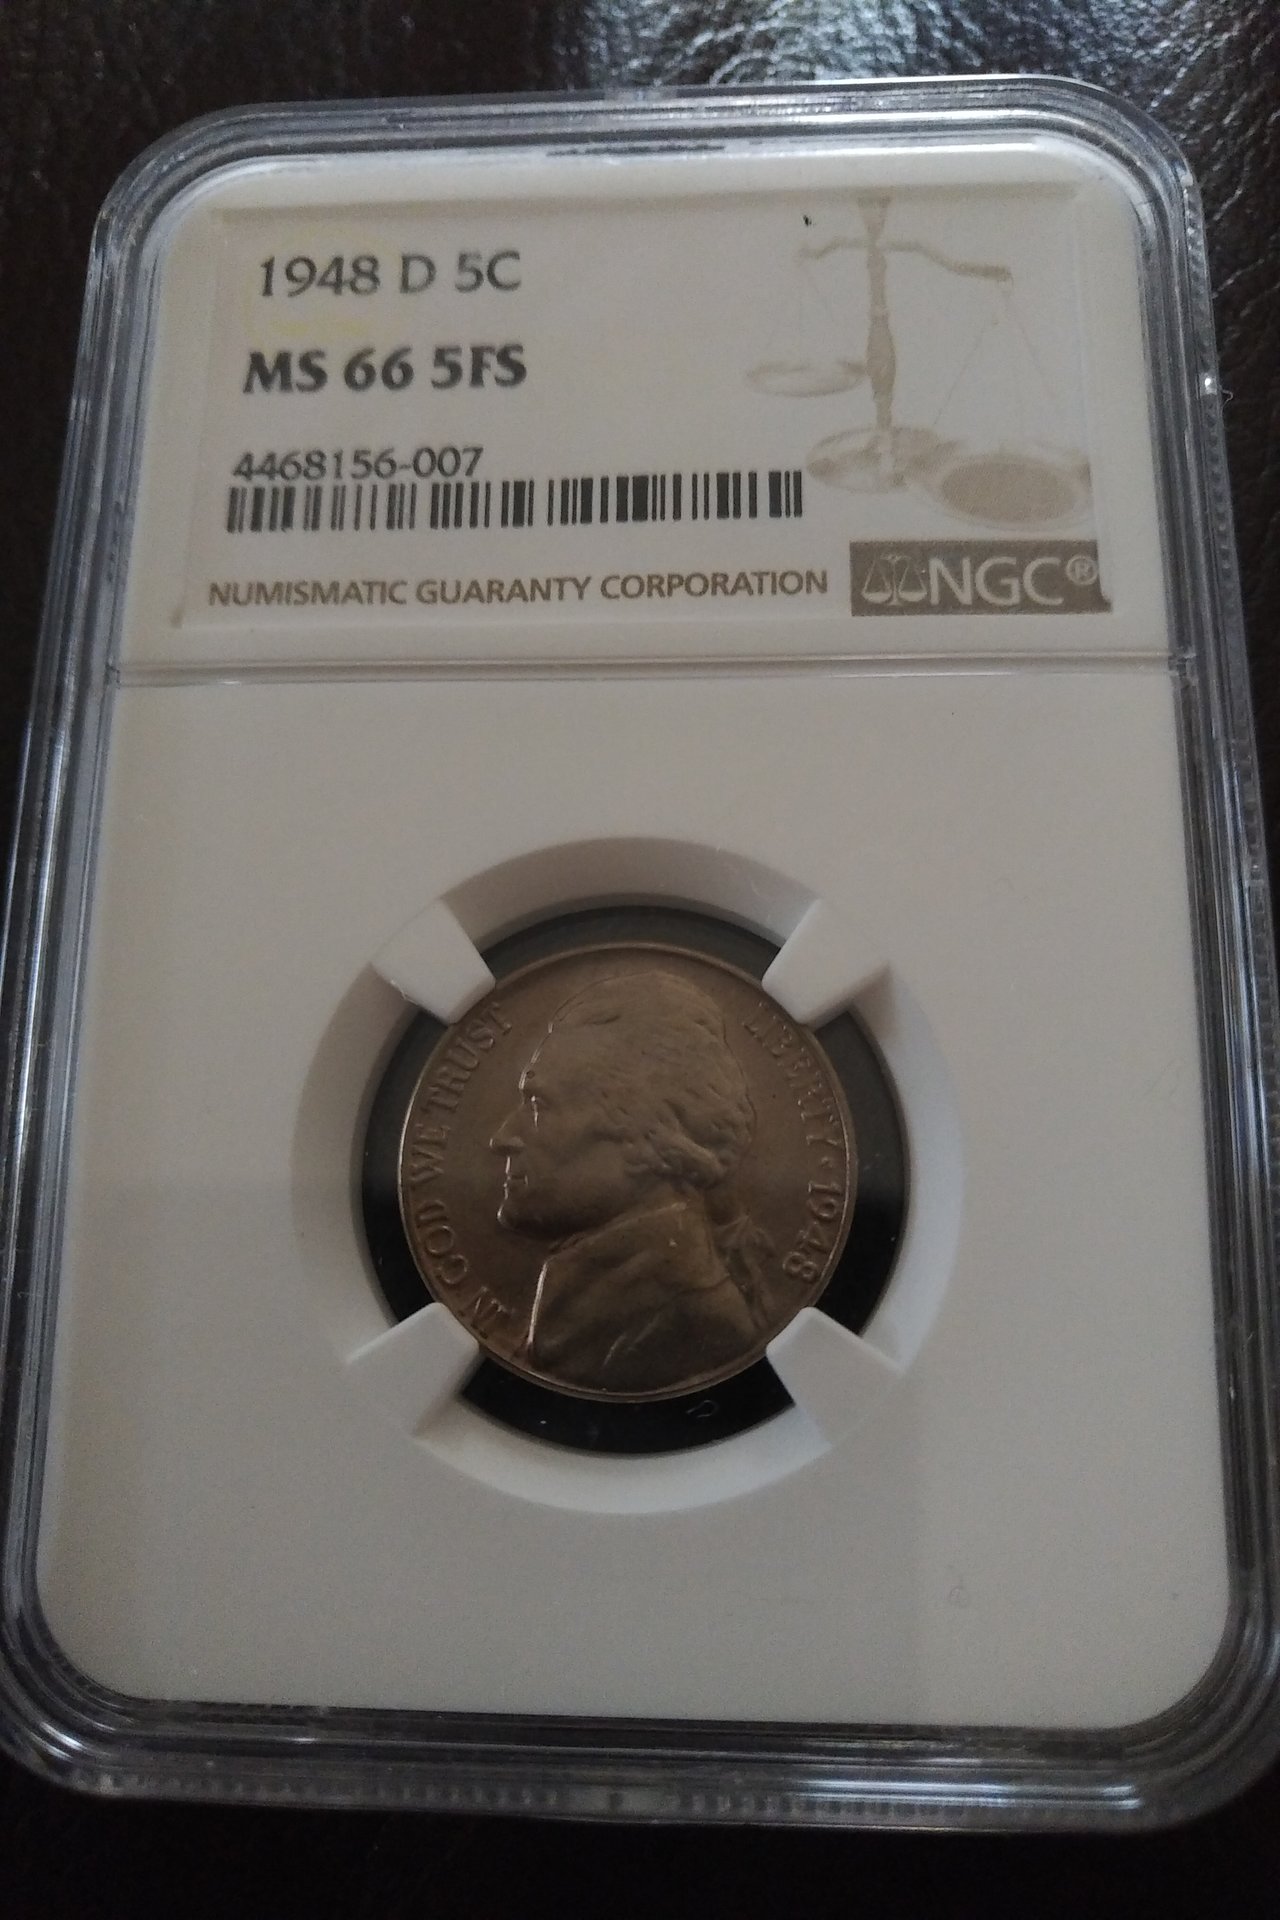 1948 D 5C
MS 66 5FS
4468156-007
NUMISMATIC GUARANTY CORPORATION
NGC®
IN GOD WE TRUST
LIBERTY · 1948